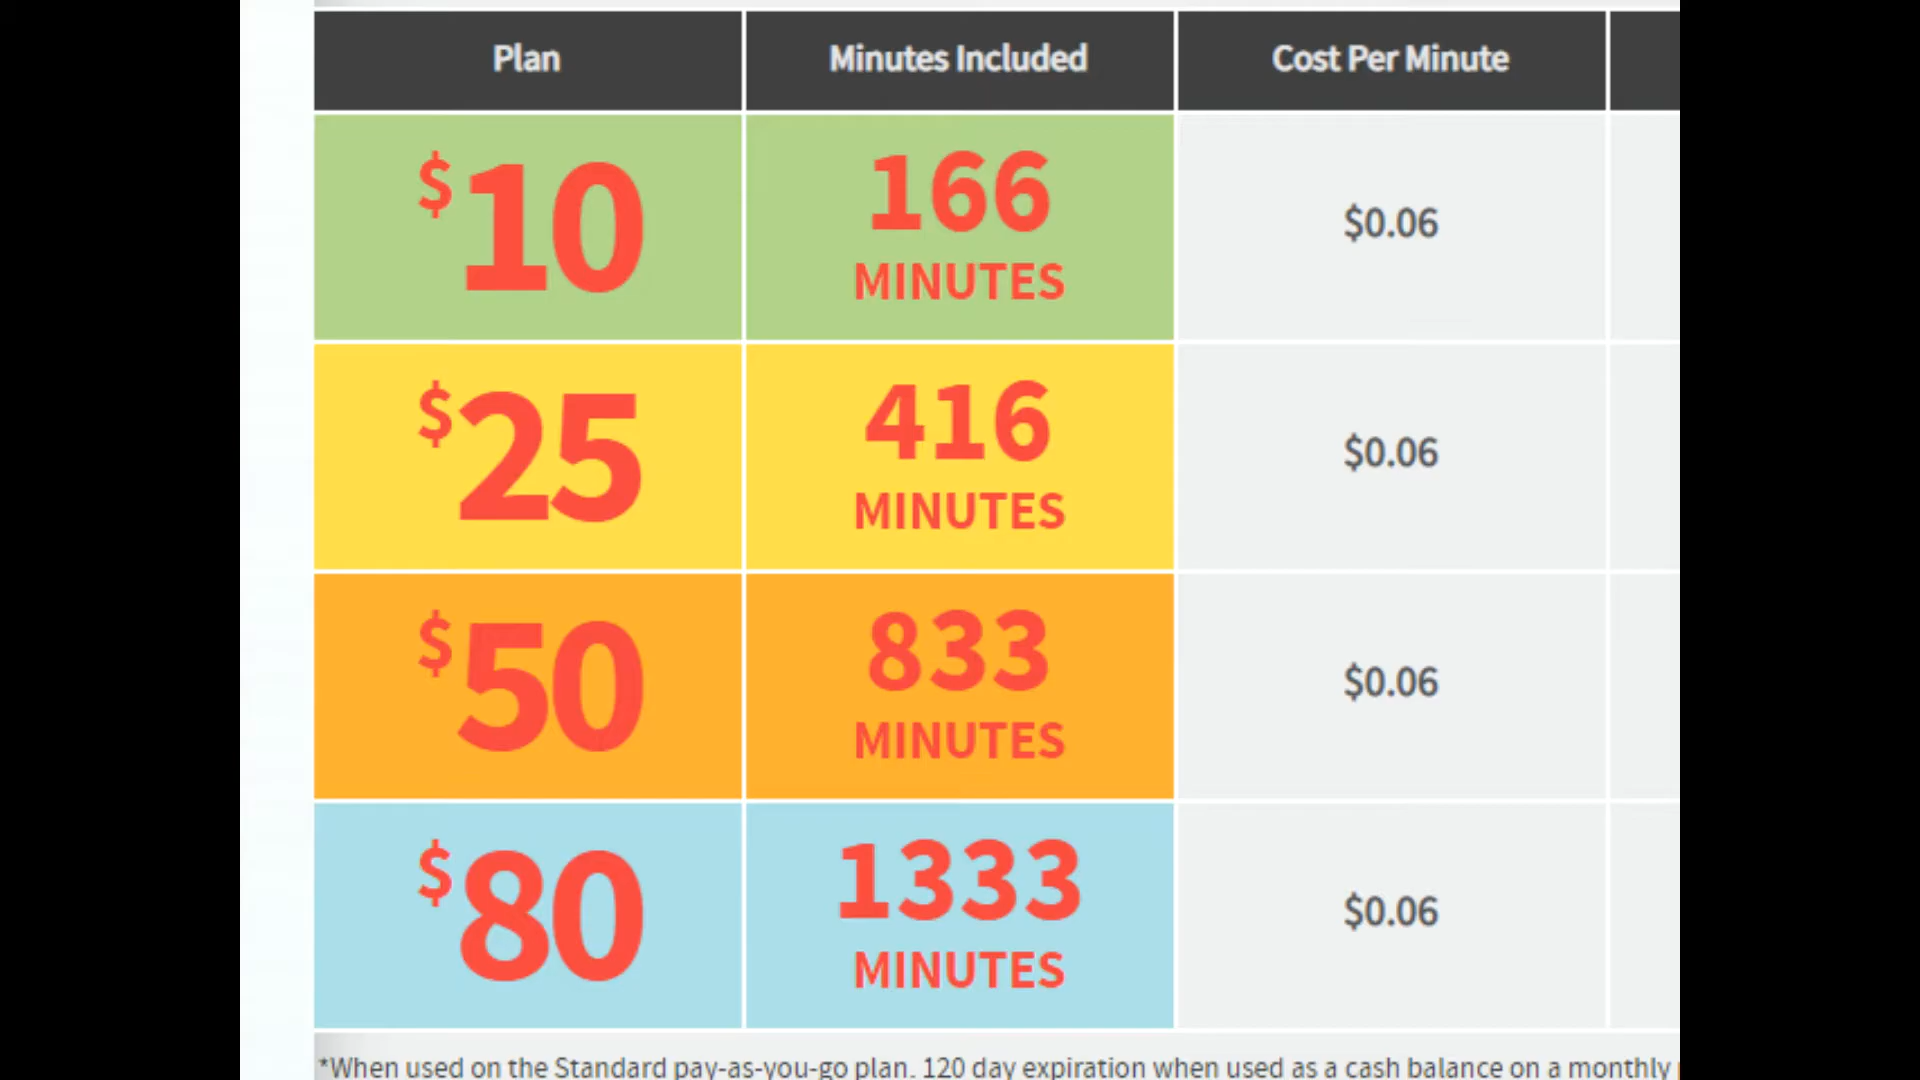 Plan Minutes Included Cost Per Minute
$10 166 MINUTES $0.06
$25 416 MINUTES $0.06
$50 833 MINUTES $0.06
$80 1333 MINUTES $0.06
*When used on the Standard pay-as-you-go plan. 120 day expiration when used as a cash balance on a monthly